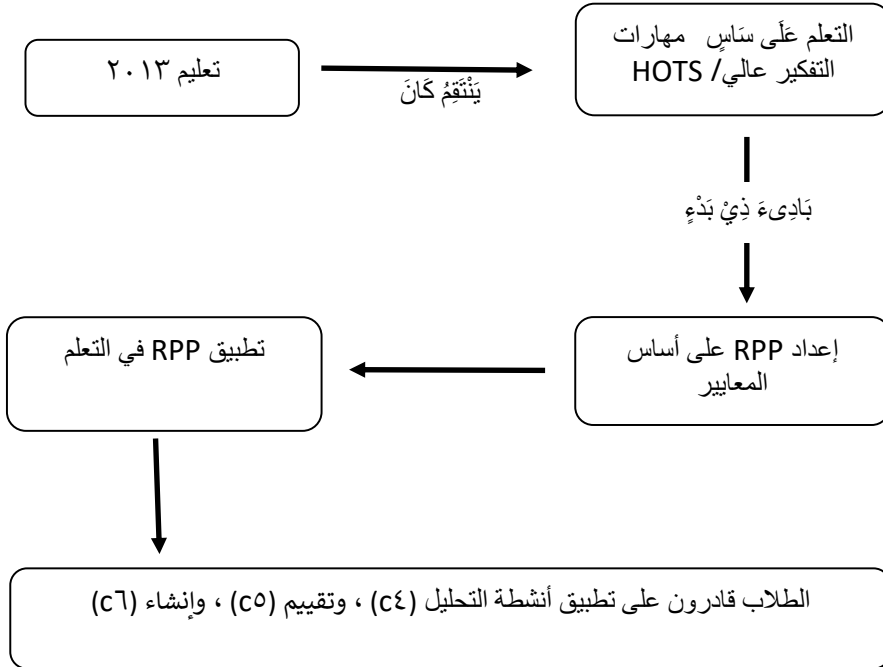 تعليم ٢٠١٣
يَنْتَقِمُ كَانَ
التعلم عَلَى سَاسٍ مهارات
التفكير عالي/ HOTS
بَادِىءَ ذِيْ بَدْءٍ
إعداد RPP على أساس
المعايير
تطبيق RPP في التعلم
الطلاب قادرون على تطبيق أنشطة التحليل (c٤) ، وتقييم (c٥) ، وإنشاء (c٦)